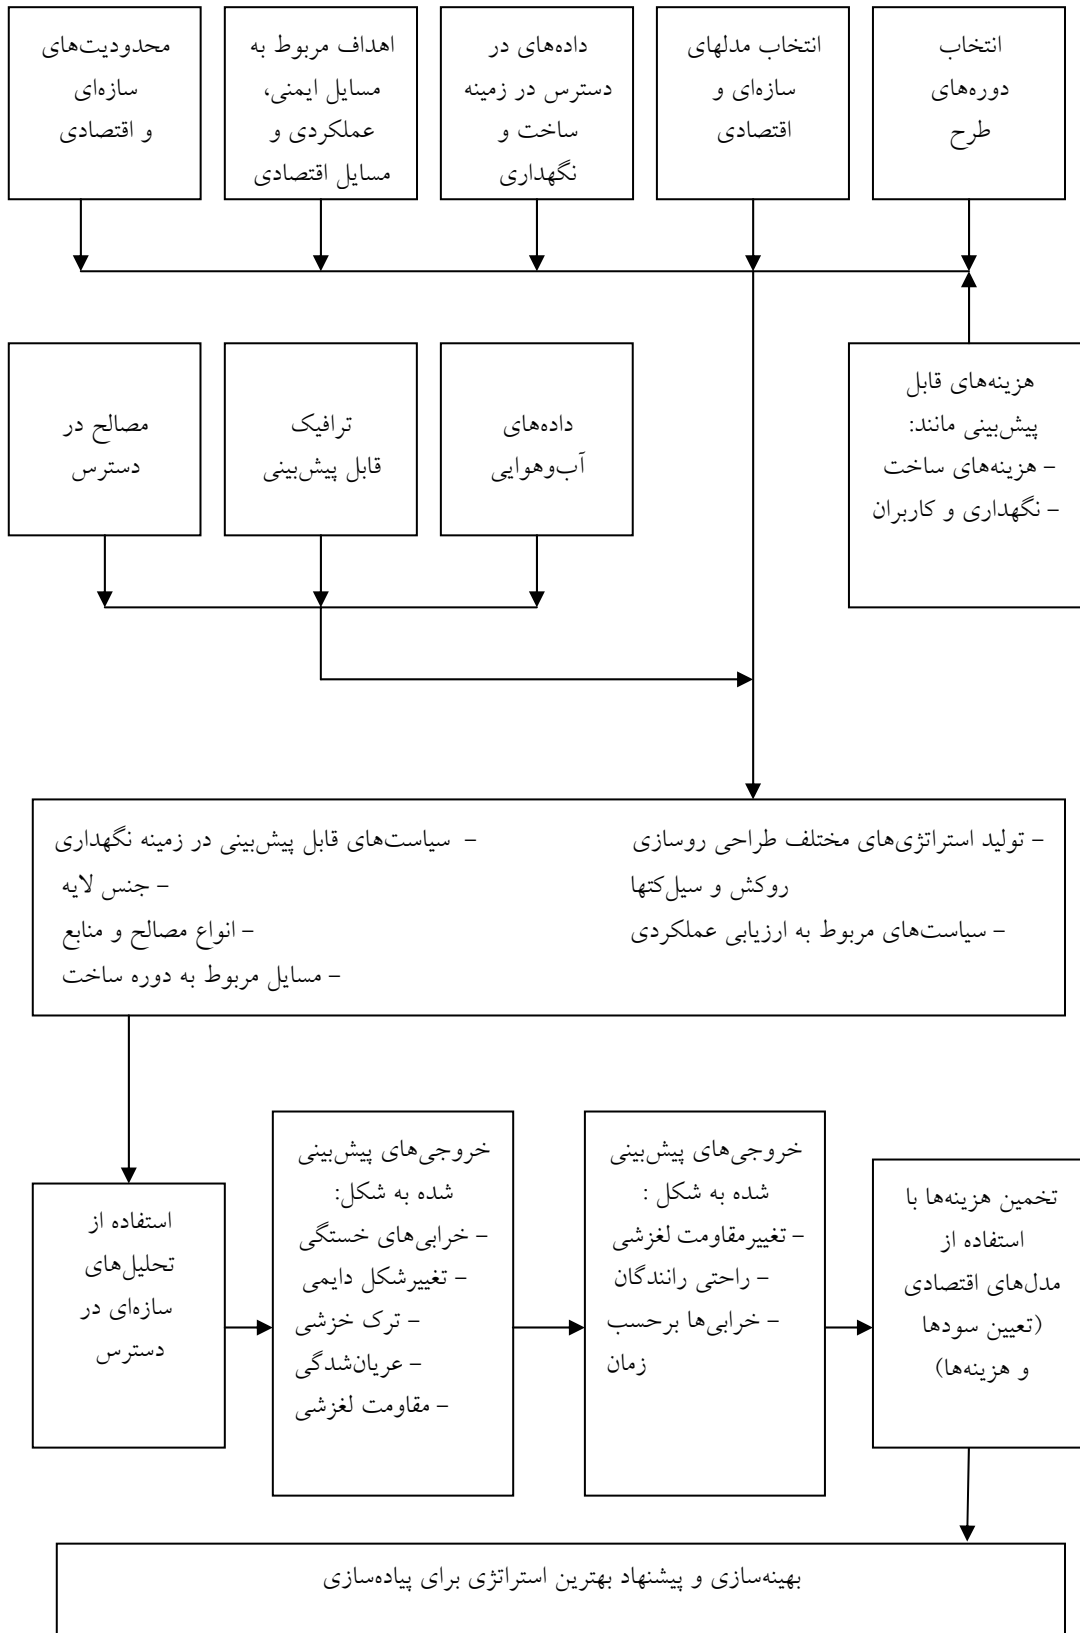 انتخاب
دوره‌های
طرح
انتخاب مدلهای
سازه‌ای و
اقتصادی
داده‌های در
دسترس در زمینه
ساخت و
نگهداری
اهداف مربوط به
مسایل ایمنی،
عملکردی و
مسایل اقتصادی
محدودیت‌های
سازه‌ای
و اقتصادی
هزینه‌های قابل
پیش‌بینی مانند:
- هزینه‌های ساخت
- نگهداری و کاربران
داده‌های
آب‌وهوایی
ترافیک
قابل پیش‌بینی
مصالح در
دسترس
- تولید استراتژی‌های مختلف طراحی روسازی
روکش و سیل‌کتها
- سیاست‌های مربوط به ارزیابی عملکردی
- سیاست‌های قابل پیش‌بینی در زمینه نگهداری
- جنس لایه
- انواع مصالح و منابع
- مسایل مربوط به دوره ساخت
استفاده از
تحلیل‌های
سازه‌ای در
دسترس
خروجی‌های پیش‌بینی
شده به شکل:
- خرابی‌های خستگی
- تغییرشکل دایمی
- ترک خزشی
- عریان‌شدگی
- مقاومت لغزشی
خروجی‌های پیش‌بینی
شده به شکل :
- تغییرمقاومت لغزشی
- راحتی رانندگان
- خرابی‌ها برحسب
زمان
تخمین هزینه‌ها با
استفاده از
مدل‌های اقتصادی
(تعیین سودها
و هزینه‌ها)
بهینه‌سازی و پیشنهاد بهترین استراتژی برای پیاده‌سازی